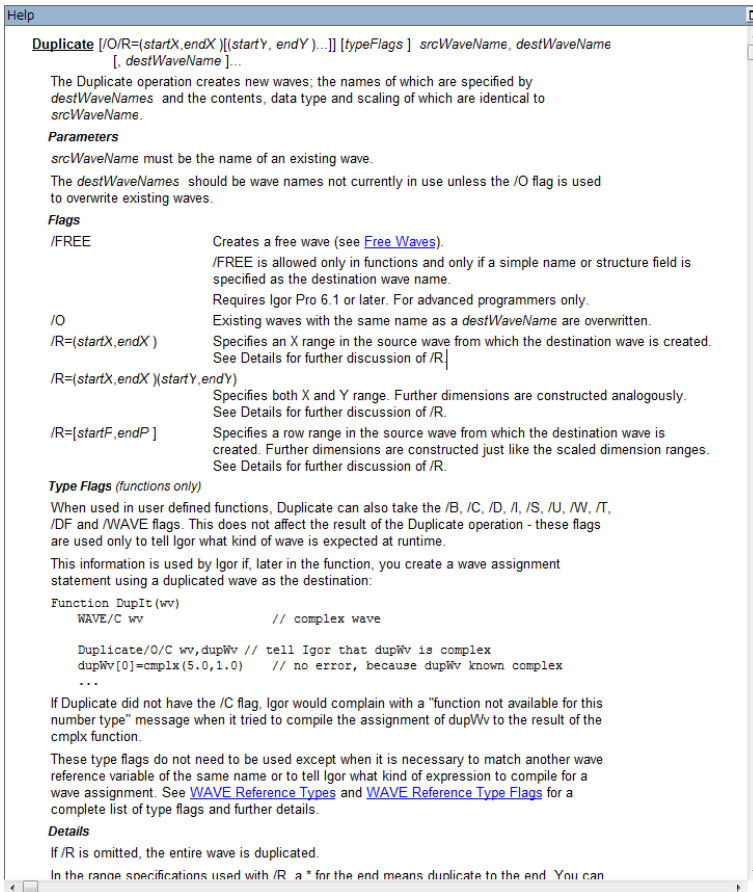 Help
Duplicate [/O/R=(startX,endX )[(startY, endY )...]] [typeFlags ] srcWaveName, destWaveName
[, destWaveName ]...
The Duplicate operation creates new waves; the names of which are specified by
destWaveNames and the contents, data type and scaling of which are identical to
srcWaveName.
Parameters
srcWaveName must be the name of an existing wave.
The destWaveNames should be wave names not currently in use unless the /O flag is used
to overwrite existing waves.
Flags
/FREE Creates a free wave (see Free Waves).
/FREE is allowed only in functions and only if a simple name or structure field is
specified as the destination wave name.
Requires Igor Pro 6.1 or later. For advanced programmers only.
/O Existing waves with the same name as a destWaveName are overwritten.
/R=(startX,endX ) Specifies an X range in the source wave from which the destination wave is created.
See Details for further discussion of /R.
/R=(startX,endX )(startY,endY)
Specifies both X and Y range. Further dimensions are constructed analogously.
See Details for further discussion of /R.
/R=[startP,endP ] Specifies a row range in the source wave from which the destination wave is
created. Further dimensions are constructed just like the scaled dimension ranges.
See Details for further discussion of /R.
Type Flags (functions only)
When used in user defined functions, Duplicate can also take the /B, /C, /D, /I, /S, /U, /W, /T,
/DF and /WAVE flags. This does not affect the result of the Duplicate operation - these flags
are used only to tell Igor what kind of wave is expected at runtime.
This information is used by Igor if, later in the function, you create a wave assignment
statement using a duplicated wave as the destination:
Function DupIt(wv)
WAVE/C wv // complex wave
Duplicate/O/C wv,dupWv // tell Igor that dupWv is complex
dupWv[0]=cmplx(5.0,1.0) // no error, because dupWv known complex
...
If Duplicate did not have the /C flag, Igor would complain with a "function not available for this
number type" message when it tried to compile the assignment of dupWv to the result of the
cmplx function.
These type flags do not need to be used except when it is necessary to match another wave
reference variable of the same name or to tell Igor what kind of expression to compile for a
wave assignment. See WAVE Reference Types and WAVE Reference Type Flags for a
complete list of type flags and further details.
Details
If /R is omitted, the entire wave is duplicated.
In the range specifications used with /R, a * for the end means duplicate to the end. You can